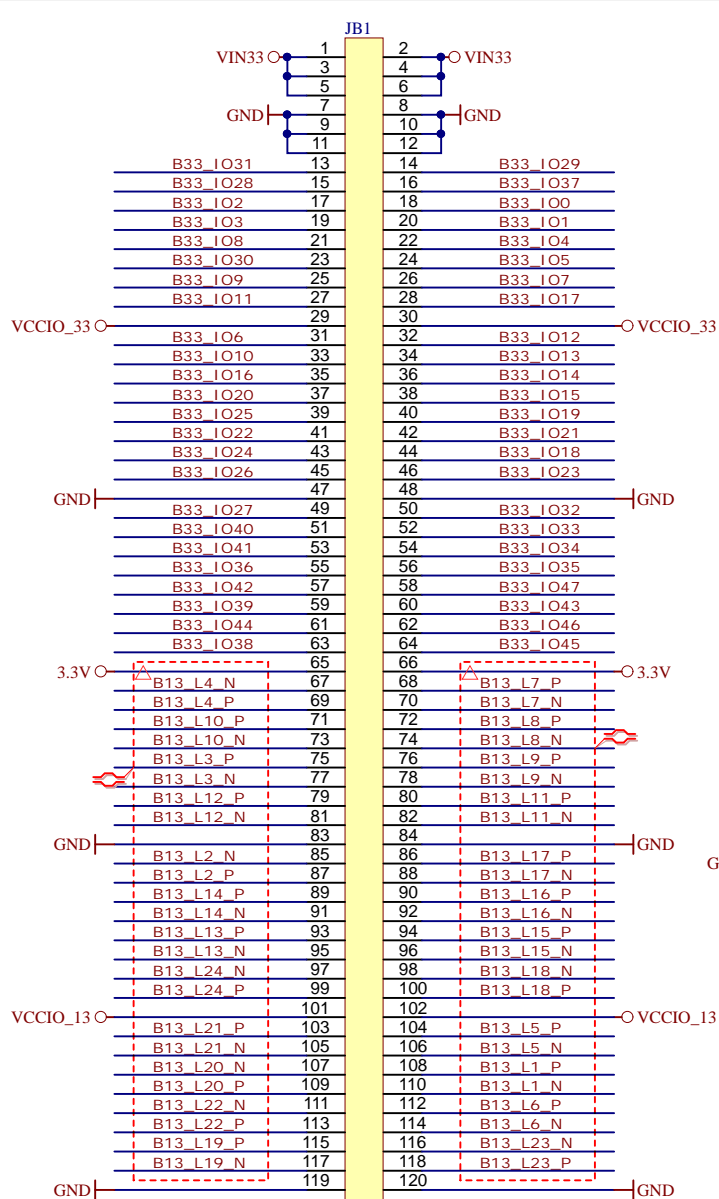 JB1
VIN33 1 2 VIN33
3 4
5 6
GND 7 8 GND
9 10
11 12
B33_IO31 13 14 B33_IO29
B33_IO28 15 16 B33_IO37
B33_IO2 17 18 B33_IO0
B33_IO3 19 20 B33_IO1
B33_IO8 21 22 B33_IO4
B33_IO30 23 24 B33_IO5
B33_IO9 25 26 B33_IO7
B33_IO11 27 28 B33_IO17
VCCIO_33 29 30 VCCIO_33
B33_IO6 31 32 B33_IO12
B33_IO10 33 34 B33_IO13
B33_IO16 35 36 B33_IO14
B33_IO20 37 38 B33_IO15
B33_IO25 39 40 B33_IO19
B33_IO22 41 42 B33_IO21
B33_IO24 43 44 B33_IO18
B33_IO26 45 46 B33_IO23
GND 47 48 GND
B33_IO27 49 50 B33_IO32
B33_IO40 51 52 B33_IO33
B33_IO41 53 54 B33_IO34
B33_IO36 55 56 B33_IO35
B33_IO42 57 58 B33_IO47
B33_IO39 59 60 B33_IO43
B33_IO44 61 62 B33_IO46
B33_IO38 63 64 B33_IO45
3.3V 65 66 3.3V
B13_L4_N 67 68 B13_L7_P
B13_L4_P 69 70 B13_L7_N
B13_L10_P 71 72 B13_L8_P
B13_L10_N 73 74 B13_L8_N
B13_L3_P 75 76 B13_L9_P
B13_L3_N 77 78 B13_L9_N
B13_L12_P 79 80 B13_L11_P
B13_L12_N 81 82 B13_L11_N
GND 83 84 GND
B13_L2_N 85 86 B13_L17_P
G
B13_L2_P 87 88 B13_L17_N
B13_L14_P 89 90 B13_L16_P
B13_L14_N 91 92 B13_L16_N
B13_L13_P 93 94 B13_L15_P
B13_L13_N 95 96 B13_L15_N
B13_L24_N 97 98 B13_L18_N
B13_L24_P 99 100 B13_L18_P
VCCIO_13 101 102 VCCIO_13
B13_L21_P 103 104 B13_L5_P
B13_L21_N 105 106 B13_L5_N
B13_L20_N 107 108 B13_L1_P
B13_L20_P 109 110 B13_L1_N
B13_L22_N 111 112 B13_L6_P
B13_L22_P 113 114 B13_L6_N
B13_L19_P 115 116 B13_L23_N
B13_L19_N 117 118 B13_L23_P
GND 119 120 GND